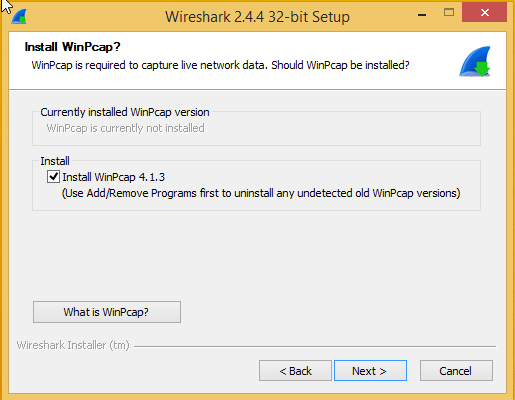 Wireshark 2.4.4 32-bit Setup
Install WinPcap?
WinPcap is required to capture live network data. Should WinPcap be installed?
Currently installed WinPcap version
WinPcap is currently not installed
Install
Install WinPcap 4.1.3
(Use Add/Remove Programs first to uninstall any undetected old WinPcap versions)
What is WinPcap?
Wireshark Installer (tm)
< Back Next > Cancel